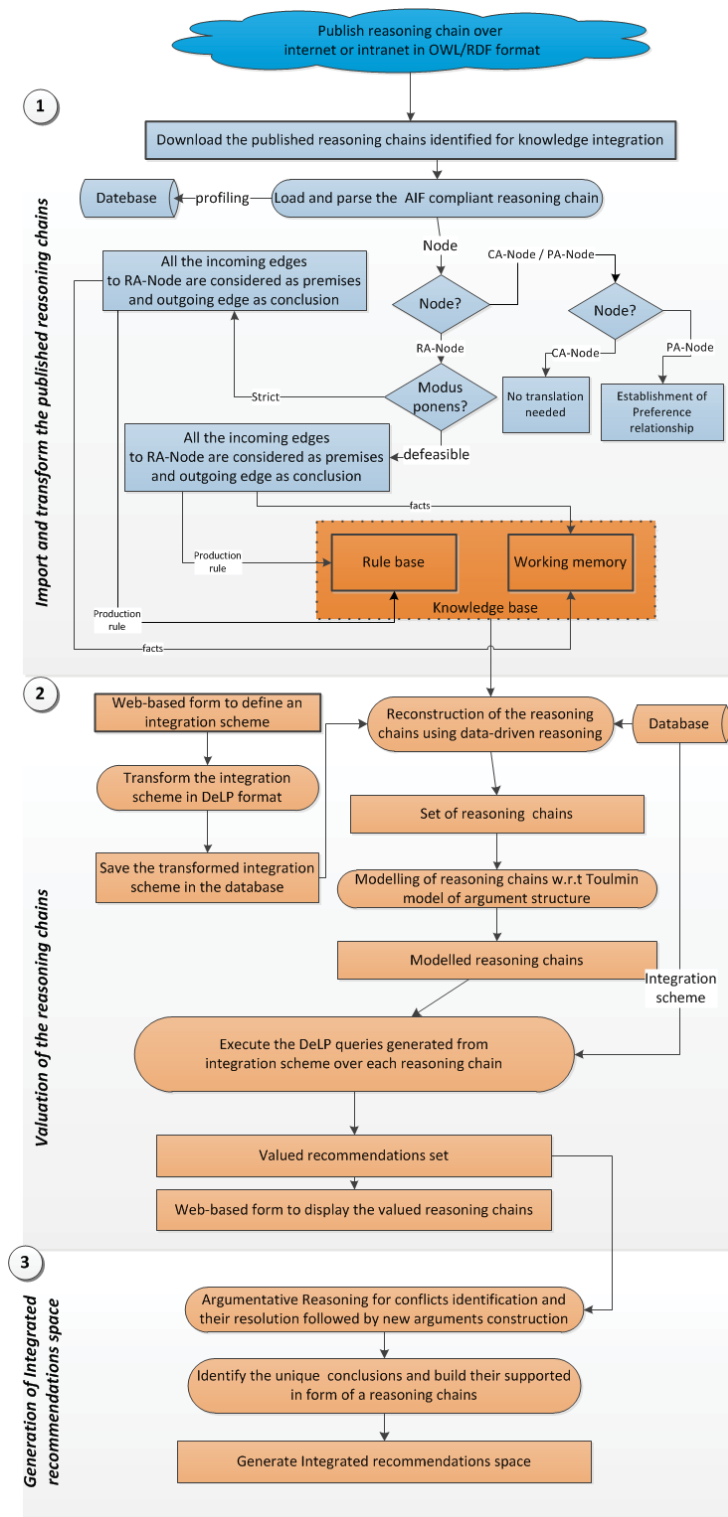 Publish reasoning chain over
internet or intranet in OWL/RDF format
1
Import and transform the published reasoning chains
Download the published reasoning chains identified for knowledge integration
Datebase
profiling
Load and parse the AIF compliant reasoning chain
Node
All the incoming edges
to RA-Node are considered as premises
and outgoing edge as conclusion
CA-Node / PA-Node
Node?
Node?
RA-Node
CA-Node
PA-Node
Strict
Modus
ponens?
No translation
needed
Establishment of
Preference
relationship
All the incoming edges
to RA-Node are considered as premises
and outgoing edge as conclusion
defeasible
facts
Production
rule
Rule base
Working memory
Knowledge base
Production
rule
facts
2
Valuation of the reasoning chains
Web-based form to define an
integration scheme
Reconstruction of the reasoning
chains using data-driven reasoning
Database
Transform the integration
scheme in DeLP format
Set of reasoning chains
Save the transformed integration
scheme in the database
Modelling of reasoning chains w.r.t Toulmin
model of argument structure
Modelled reasoning chains
Integration
scheme
Execute the DeLP queries generated from
integration scheme over each reasoning chain
Valued recommendations set
Web-based form to display the valued reasoning chains
3
Generation of Integrated
recommendations space
Argumentative Reasoning for conflicts identification and
their resolution followed by new arguments construction
Identify the unique conclusions and build their supported
in form of a reasoning chains
Generate Integrated recommendations space